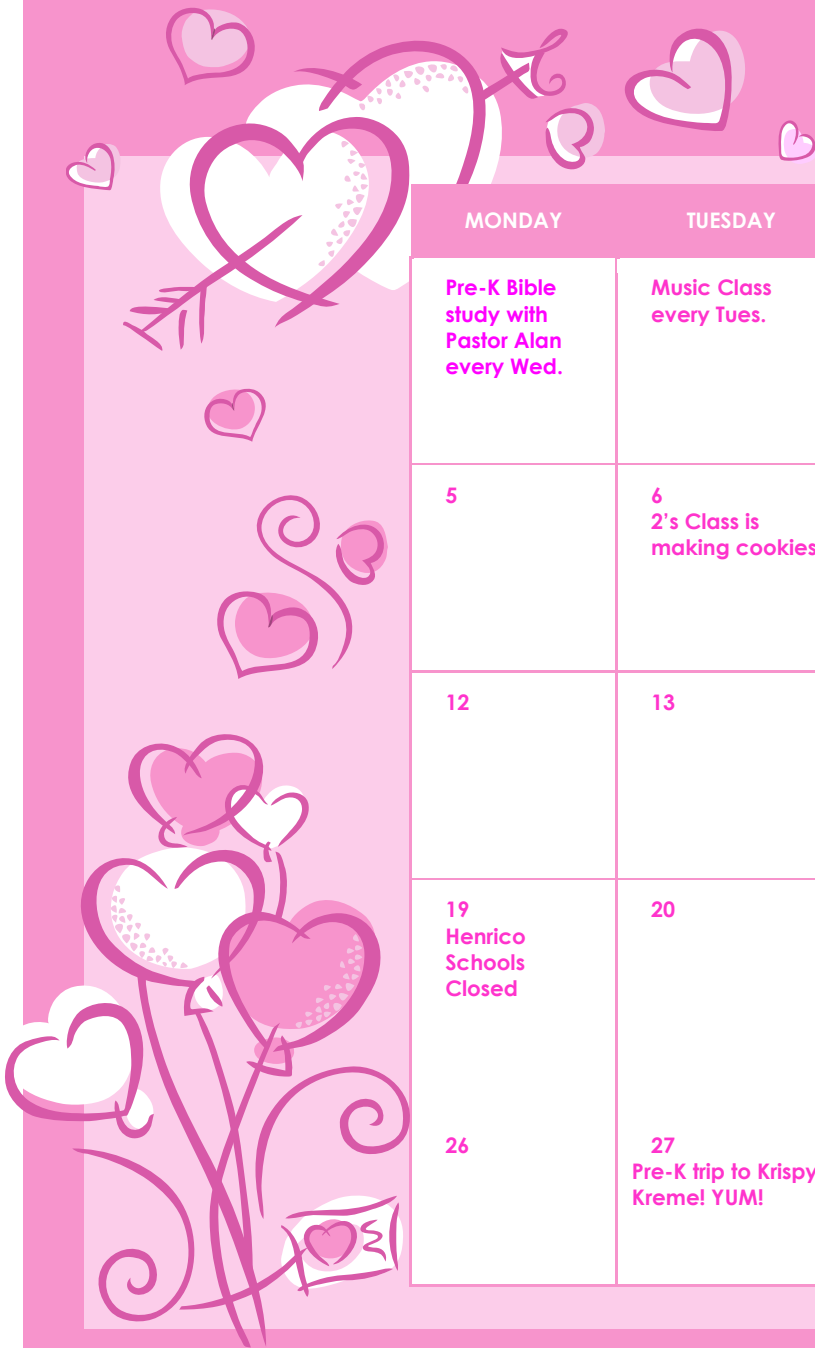 MONDAY TUESDAY
Pre-K Bible
study with
Pastor Alan
every Wed.
Music Class
every Tues.
5
6
2’s Class is
making cookies
12
13
19
Henrico
Schools
Closed
20
26
27
Pre-K trip to Krispy
Kreme! YUM!